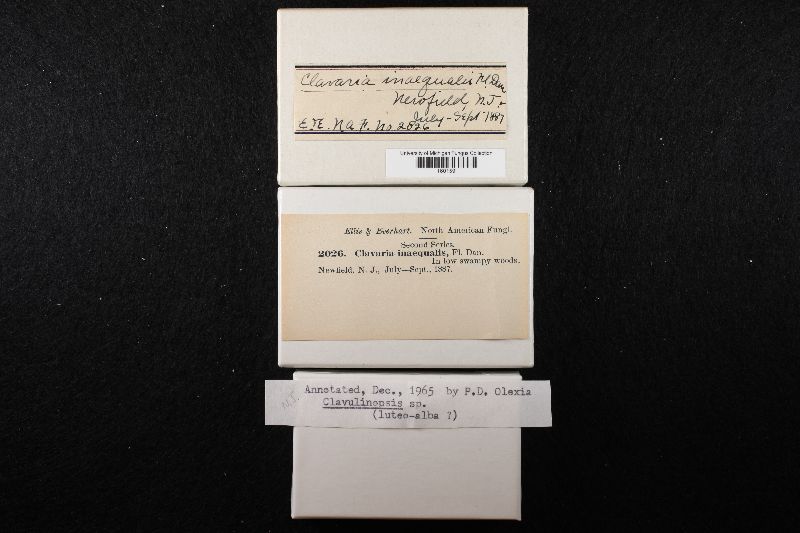 Clavaria inaequalis Fl. Dan
Newfield, N.J.-
July-Sept 1887
E.&E. N.A.F. No. 2026
University of Michigan Fungus Collection
Ellis & Everhart. North American Fungi.
Second Series.
2026. Clavaria inaequalis, Fl. Dan.
In low swampy woods.
Newfield, N. J., July—Sept., 1887.
N.J. Annotated, Dec., 1965 by P.D. Olexia
Clavulinopsis sp.
(luteo-alba ?)